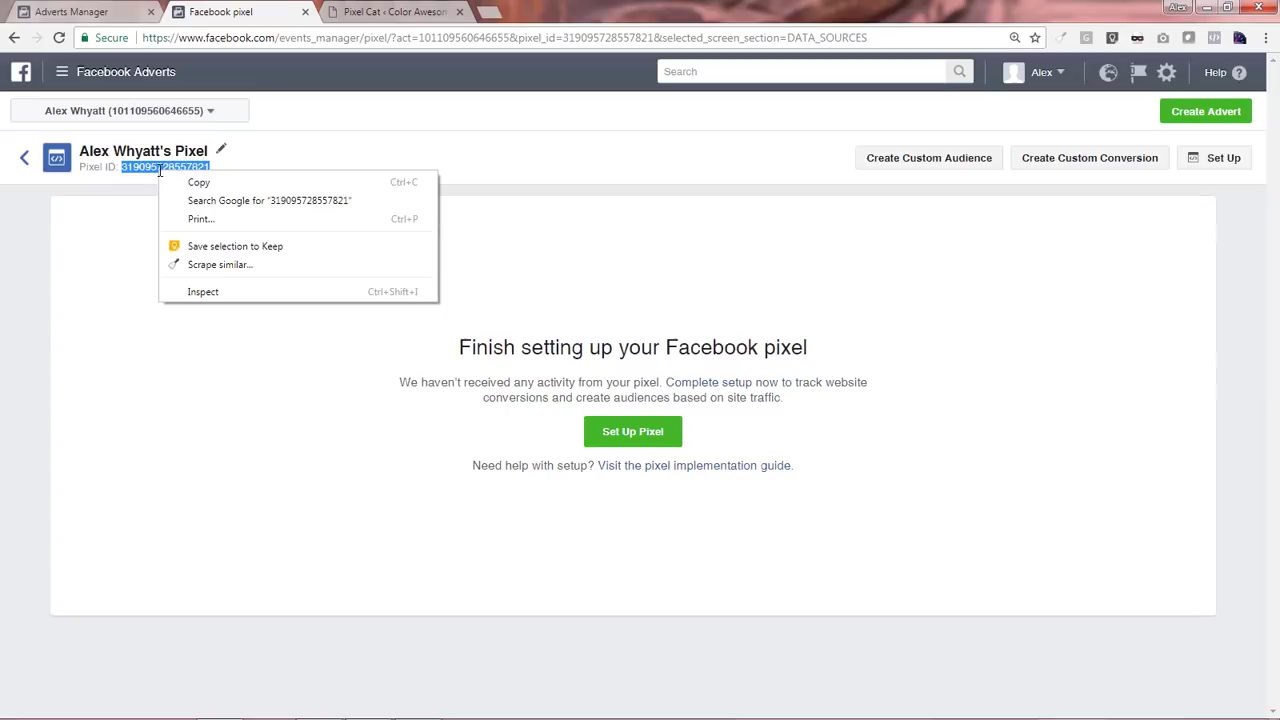 Adverts Manager
Facebook pixel
Pixel Cat ‹ Color Awesom
Alex
Secure
https://www.facebook.com/events_manager/pixel/?act=101109560646655&pixel_id=319095728557821&selected_screen_section=DATA_SOURCES
Facebook Adverts
Search
Alex
Help
Alex Whyatt (101109560646655)
Create Advert
Alex Whyatt's Pixel
Pixel ID: 319095728557821
Create Custom Audience
Create Custom Conversion
Set Up
Copy Ctrl+C
Search Google for “319095728557821”
Print... Ctrl+P
Save selection to Keep
Scrape similar...
Inspect Ctrl+Shift+I
Finish setting up your Facebook pixel
We haven't received any activity from your pixel. Complete setup now to track website
conversions and create audiences based on site traffic.
Set Up Pixel
Need help with setup? Visit the pixel implementation guide.